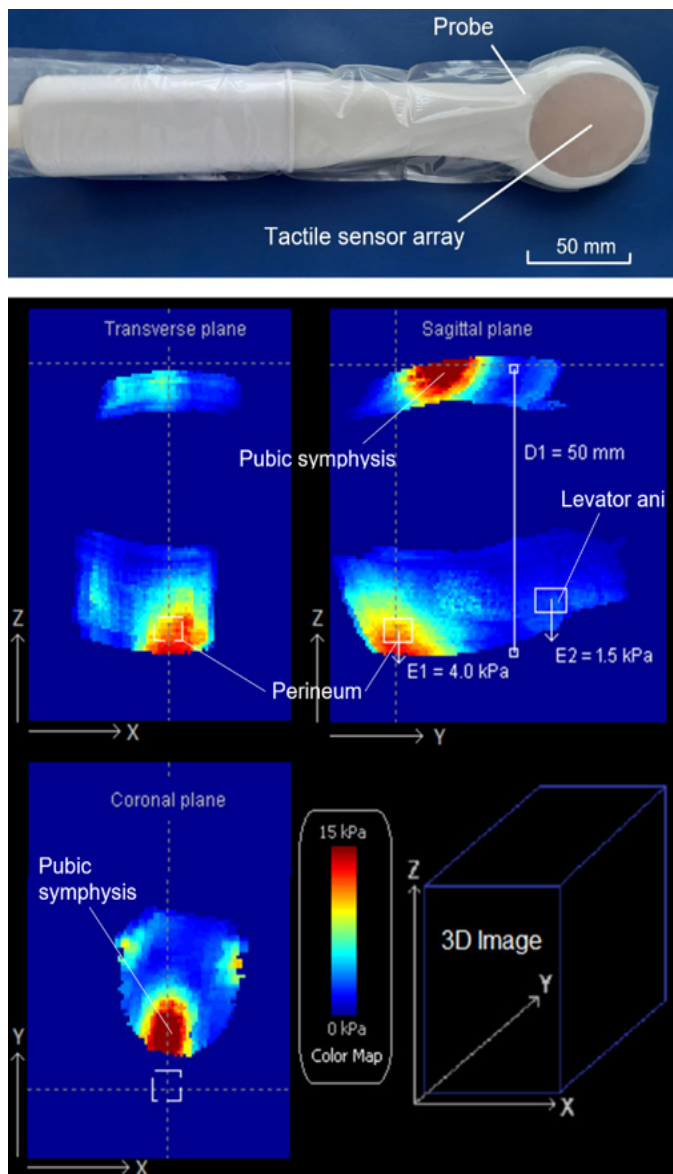 Probe
Tactile sensor array
50 mm
Transverse plane
Sagittal plane
Pubic symphysis
D1 = 50 mm
Levator ani
Z
Z
Perineum
E1 = 4.0 kPa
E2 = 1.5 kPa
X
Y
Coronal plane
Pubic
symphysis
Y
X
15 kPa
0 kPa
Color Map
Z
3D Image
Y
X